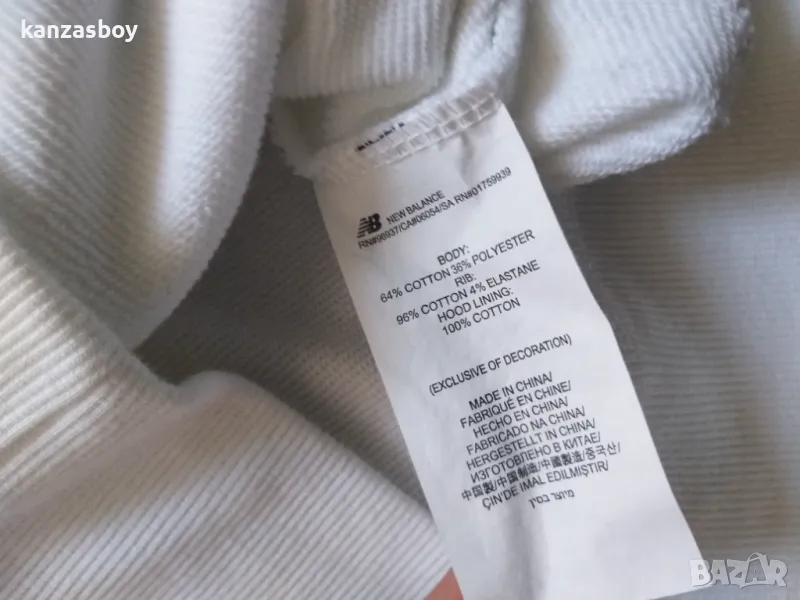 kanzasboy
NB NEW BALANCE
RN#96937/CA#06054/SA RN#01759939
BODY:
64% COTTON 36% POLYESTER
RIB:
96% COTTON 4% ELASTANE
HOOD LINING:
100% COTTON
(EXCLUSIVE OF DECORATION)
MADE IN CHINA/
FABRIQUÉ EN CHINE/
HECHO EN CHINA/
FABRICADO NA CHINA/
HERGESTELLT IN CHINA/
ИЗГОТОВЛЕНО В КИТАЕ/
中国製/中国制造/中國製造/중국산/
ÇIN'DE IMAL EDILMIŞTIR/
מיוצר בסין
BAZAR